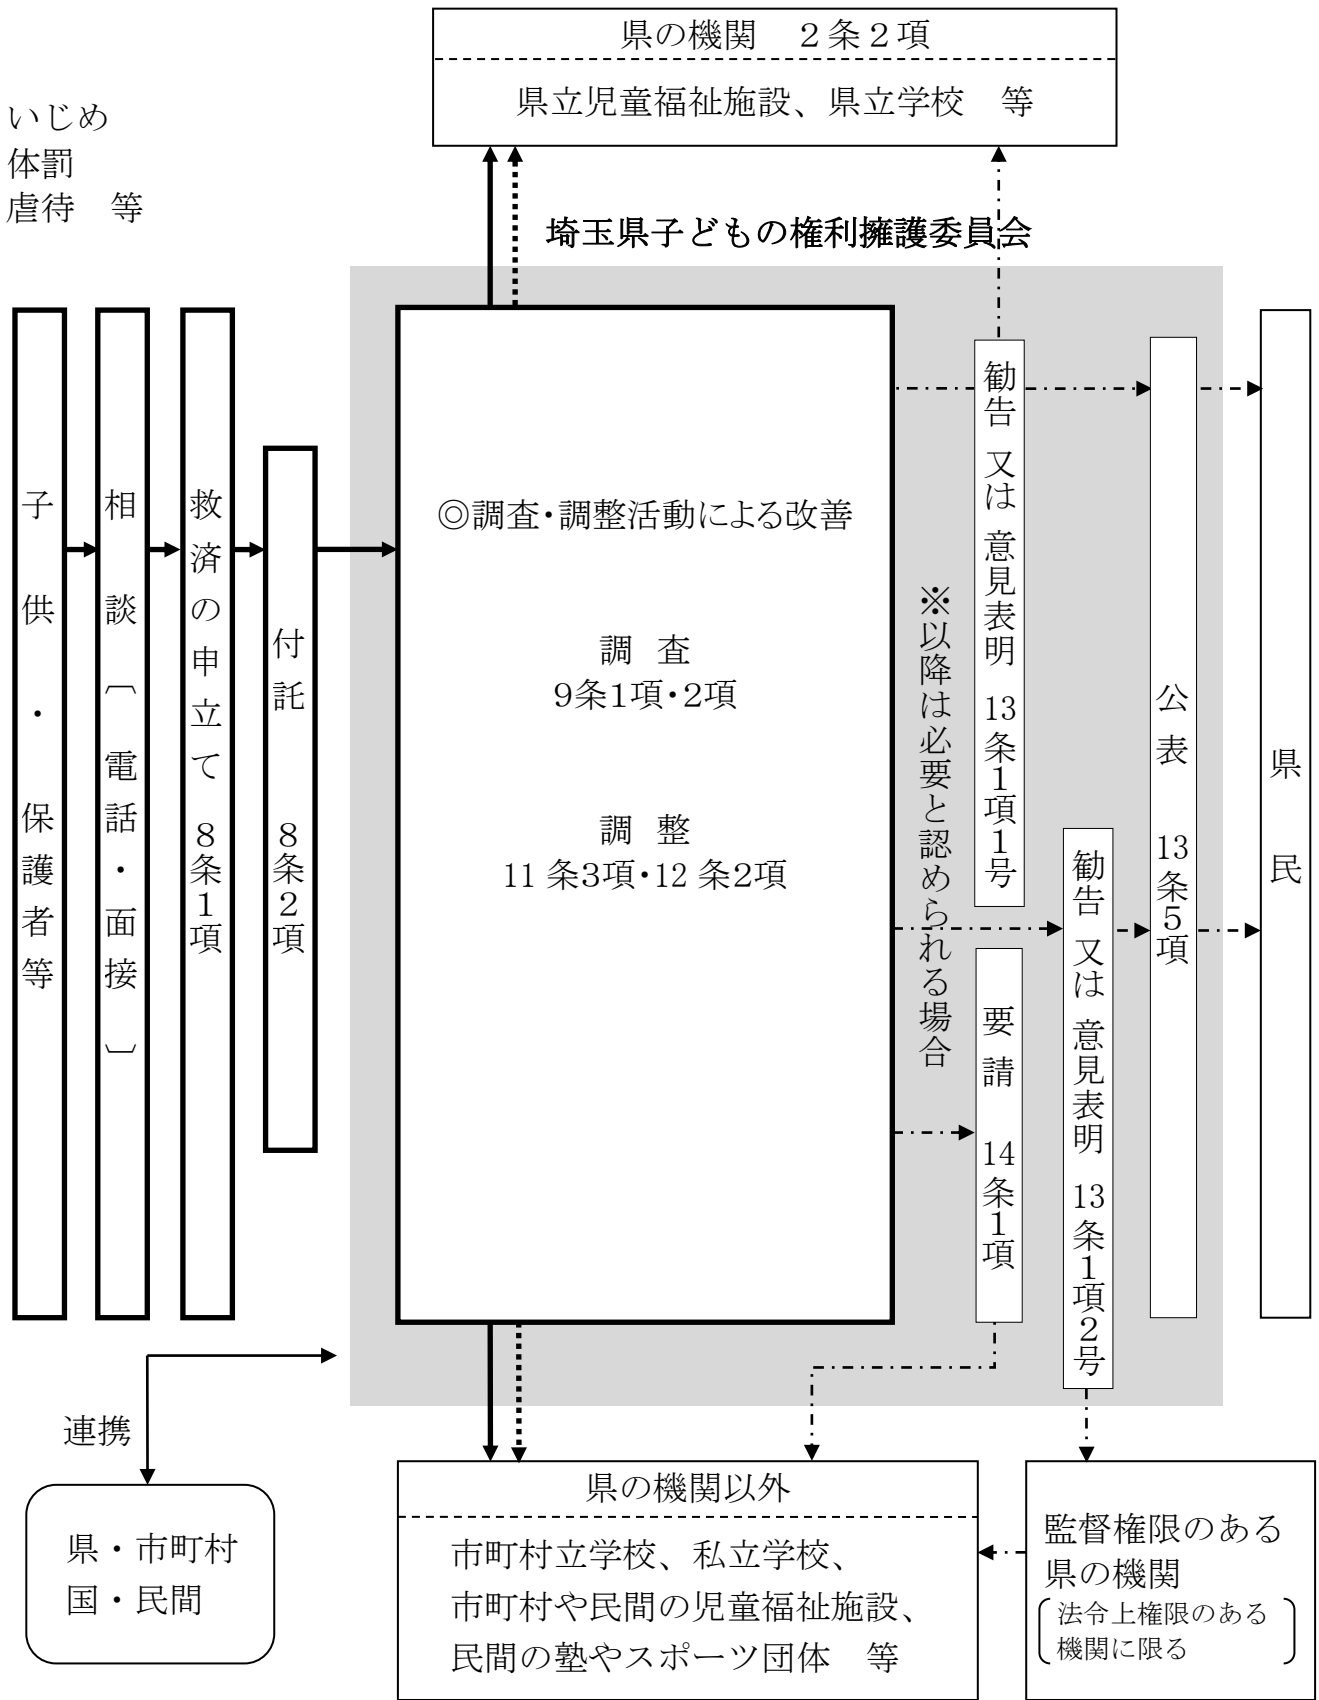 県の機関　２条２項
県立児童福祉施設、県立学校　等
いじめ
体罰
虐待　等
埼玉県子どもの権利擁護委員会
子供・保護者等
相談〔電話・面接〕
救済の申立て　８条１項
付託　８条２項
◎調査・調整活動による改善
調　査
９条１項・２項
調　整
11条３項・12条２項
※以降は必要と認められる場合
勧告又は意見表明　13条１項１号
要請　14条１項
勧告又は意見表明　13条１項２号
公表　13条５項
県民
連携
県・市町村
国・民間
県の機関以外
市町村立学校、私立学校、
市町村や民間の児童福祉施設、
民間の塾やスポーツ団体　等
監督権限のある
県の機関
法令上権限のある
機関に限る